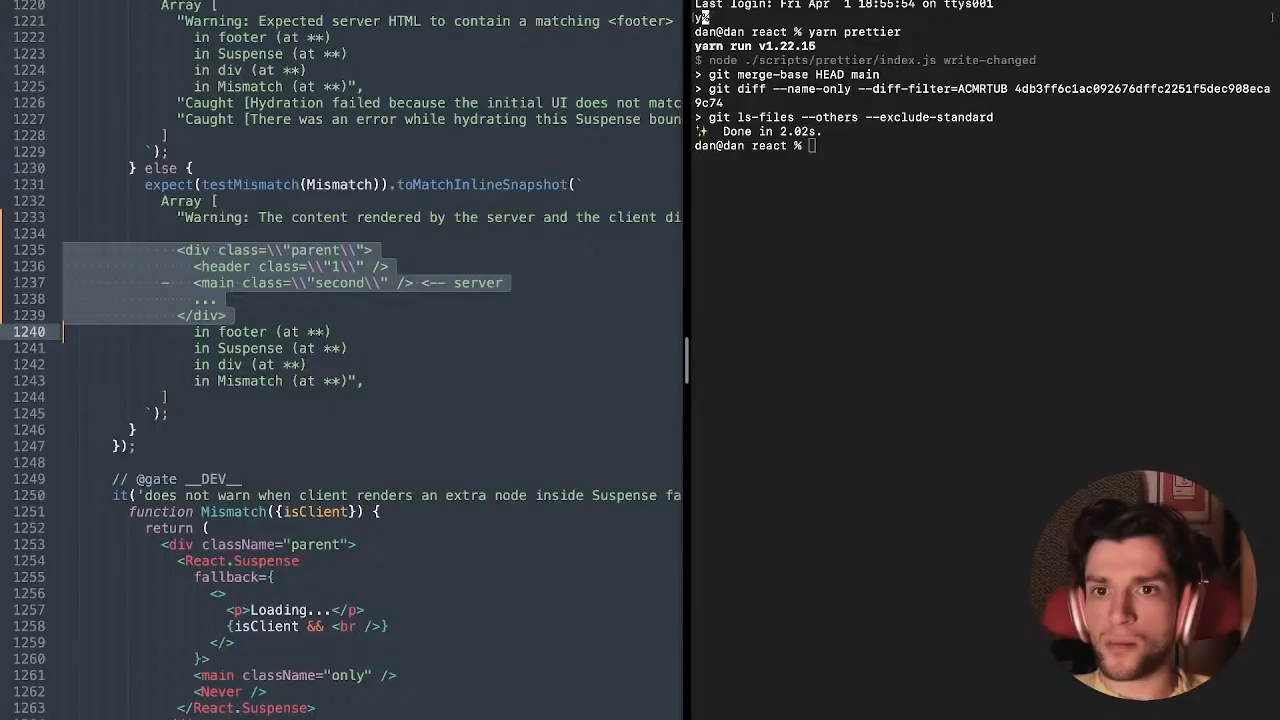 1220 Array [
1221 "Warning: Expected server HTML to contain a matching <footer>
1222 in footer (at **)
1223 in Suspense (at **)
1224 in div (at **)
1225 in Mismatch (at **)",
1226 "Caught [Hydration failed because the initial UI does not matc
1227 "Caught [There was an error while hydrating this Suspense boun
1228 ]
1229 `);
1230 } else {
1231 expect(testMismatch(Mismatch)).toMatchInlineSnapshot(`
1232 Array [
1233 "Warning: The content rendered by the server and the client di
1234
1235 <div class=\\"parent\\">
1236 <header class=\\"1\\" />
1237 - <main class=\\"second\\" /> <-- server
1238 ...
1239 </div>
1240 in footer (at **)
1241 in Suspense (at **)
1242 in div (at **)
1243 in Mismatch (at **)",
1244 ]
1245 `);
1246 }
1247 });
1248
1249 // @gate __DEV__
1250 it('does not warn when client renders an extra node inside Suspense fa
1251 function Mismatch({isClient}) {
1252 return (
1253 <div className="parent">
1254 <React.Suspense
1255 fallback={
1256 <>
1257 <p>Loading...</p>
1258 {isClient && <br />}
1259 </>
1260 }>
1261 <main className="only" />
1262 <Never />
1263 </React.Suspense>
Last login: Fri Apr 1 18:55:54 on ttys001
y%
dan@dan react % yarn prettier
yarn run v1.22.15
$ node ./scripts/prettier/index.js write-changed
> git merge-base HEAD main
> git diff --name-only --diff-filter=ACMRTUB 4db3ff6c1ac092676dffc2251f5dec908eca
9c74
> git ls-files --others --exclude-standard
✨ Done in 2.02s.
dan@dan react %